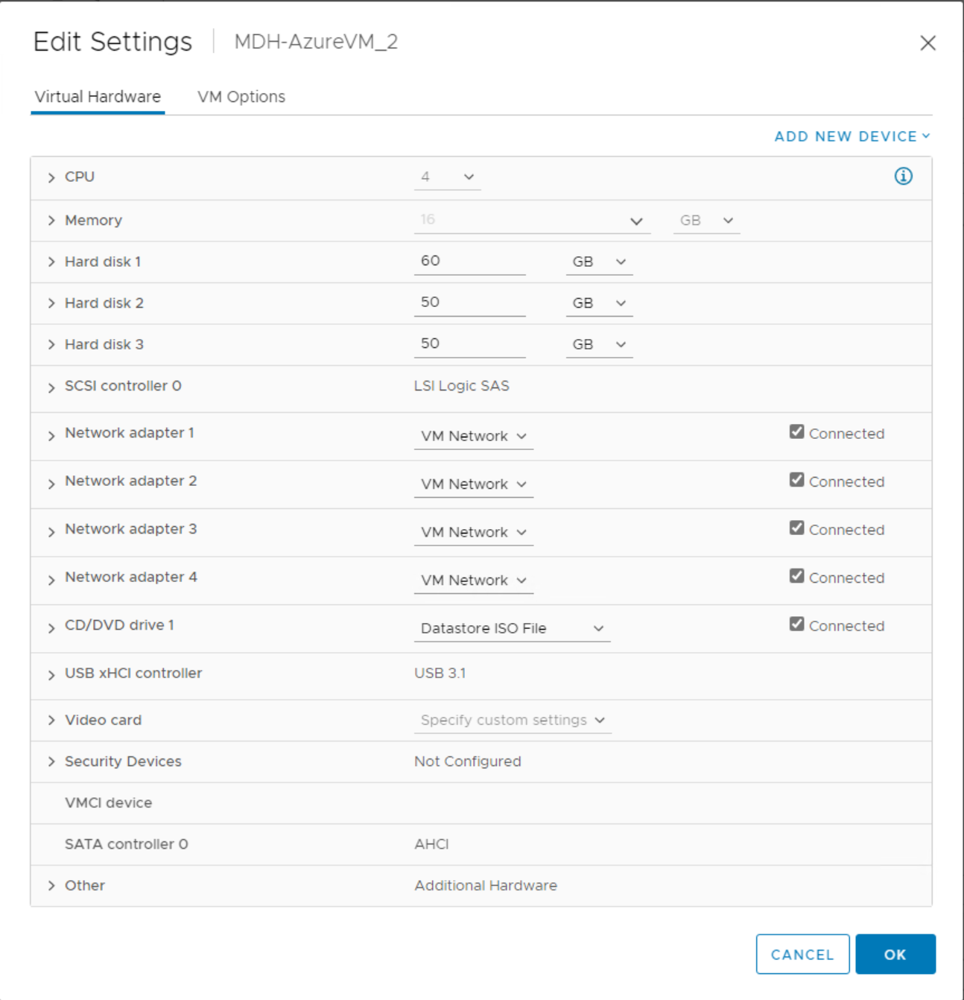 Edit Settings MDH-AzureVM_2
Virtual Hardware VM Options
ADD NEW DEVICE
CPU 4
Memory 16 GB
Hard disk 1 60 GB
Hard disk 2 50 GB
Hard disk 3 50 GB
SCSI controller 0 LSI Logic SAS
Network adapter 1 VM Network Connected
Network adapter 2 VM Network Connected
Network adapter 3 VM Network Connected
Network adapter 4 VM Network Connected
CD/DVD drive 1 Datastore ISO File Connected
USB xHCI controller USB 3.1
Video card Specify custom settings
Security Devices Not Configured
VMCI device
SATA controller 0 AHCI
Other Additional Hardware
CANCEL OK